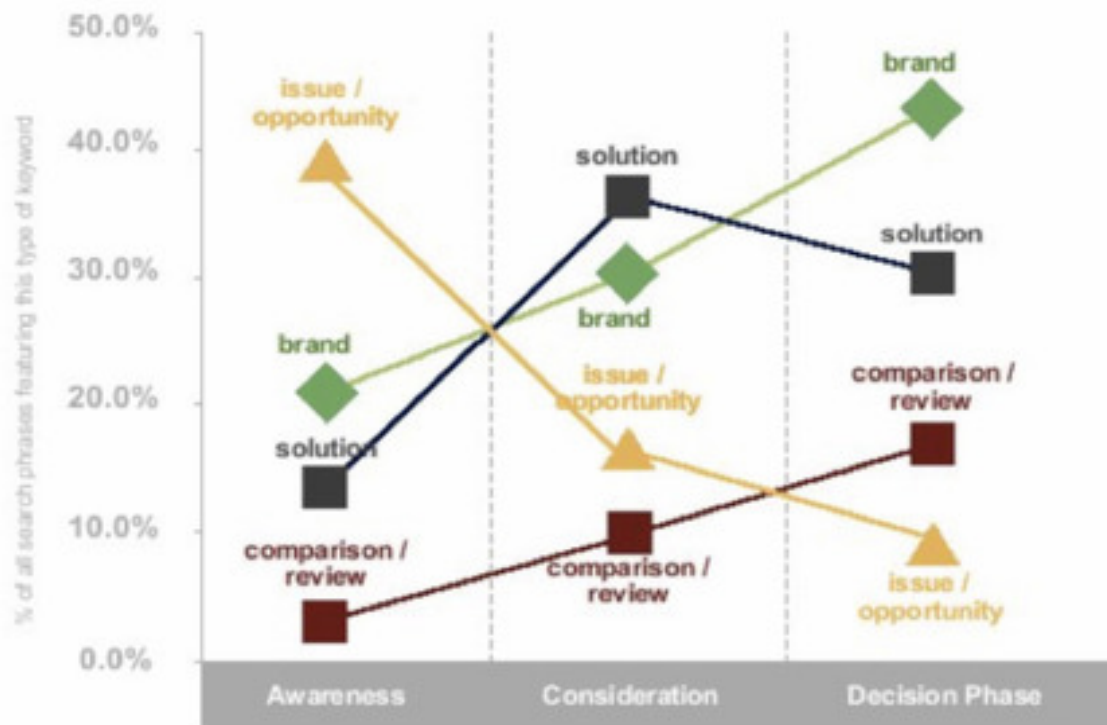 50.0%
40.0%
30.0%
20.0%
10.0%
0.0%
% of all search phrases featuring this type of keyword
issue /
opportunity
brand
solution
comparison /
review
solution
brand
issue /
opportunity
comparison /
review
brand
solution
comparison /
review
issue /
opportunity
Awareness
Consideration
Decision Phase